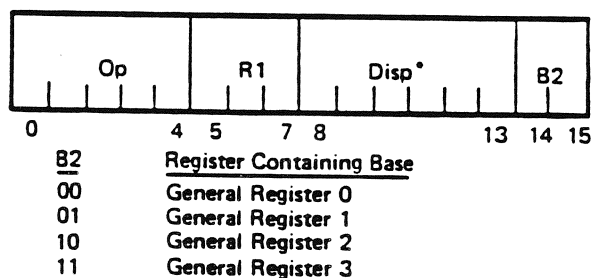 Op R1 Disp* B2
0 4 5 7 8 13 14 15
B2 Register Containing Base
00 General Register 0
01 General Register 1
10 General Register 2
11 General Register 3